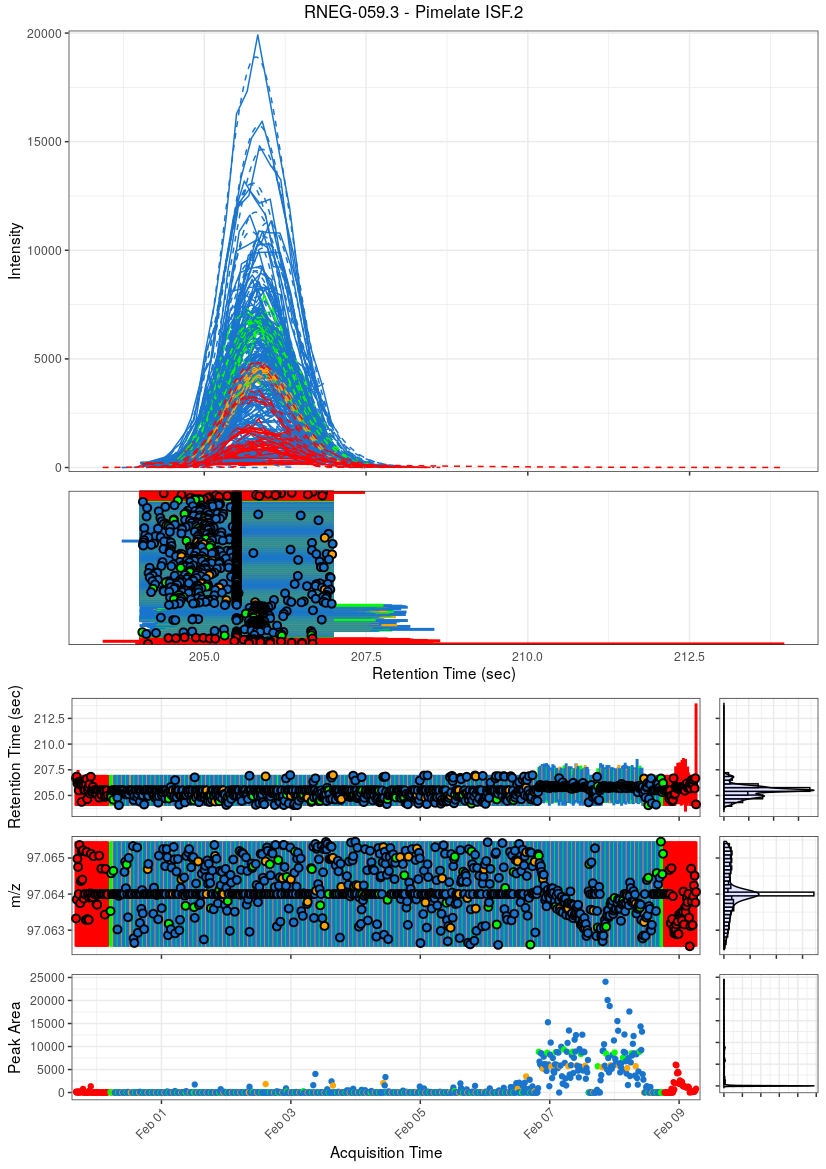 RNEG-059.3 - Pimelate ISF.2
20000
15000
10000
5000
0
Intensity
205.0
207.5
210.0
212.5
Retention Time (sec)
212.5
210.0
207.5
205.0
Retention Time (sec)
97.065
97.064
97.063
m/z
25000
20000
15000
10000
5000
0
Peak Area
Feb 01
Feb 03
Feb 05
Feb 07
Feb 09
Acquisition Time